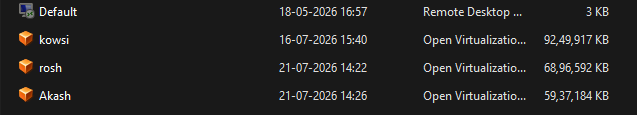 Default 18-05-2026 16:57 Remote Desktop ... 3 KB
kowsi 16-07-2026 15:40 Open Virtualizatio... 92,49,917 KB
rosh 21-07-2026 14:22 Open Virtualizatio... 68,96,592 KB
Akash 21-07-2026 14:26 Open Virtualizatio... 59,37,184 KB